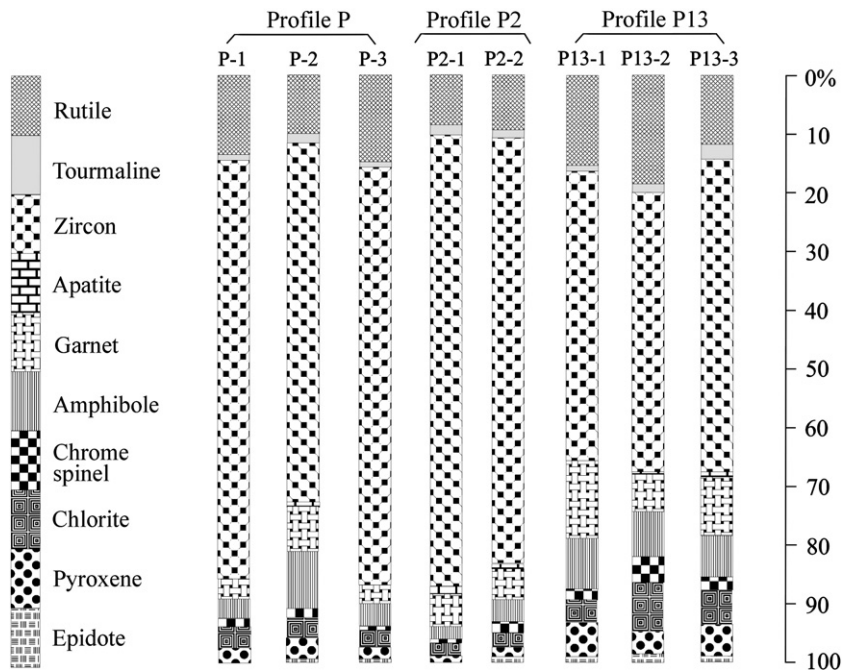 Profile P Profile P2 Profile P13
P-1 P-2 P-3 P2-1 P2-2 P13-1 P13-2 P13-3
Rutile
Tourmaline
Zircon
Apatite
Garnet
Amphibole
Chrome
spinel
Chlorite
Pyroxene
Epidote
0%
10
20
30
40
50
60
70
80
90
100